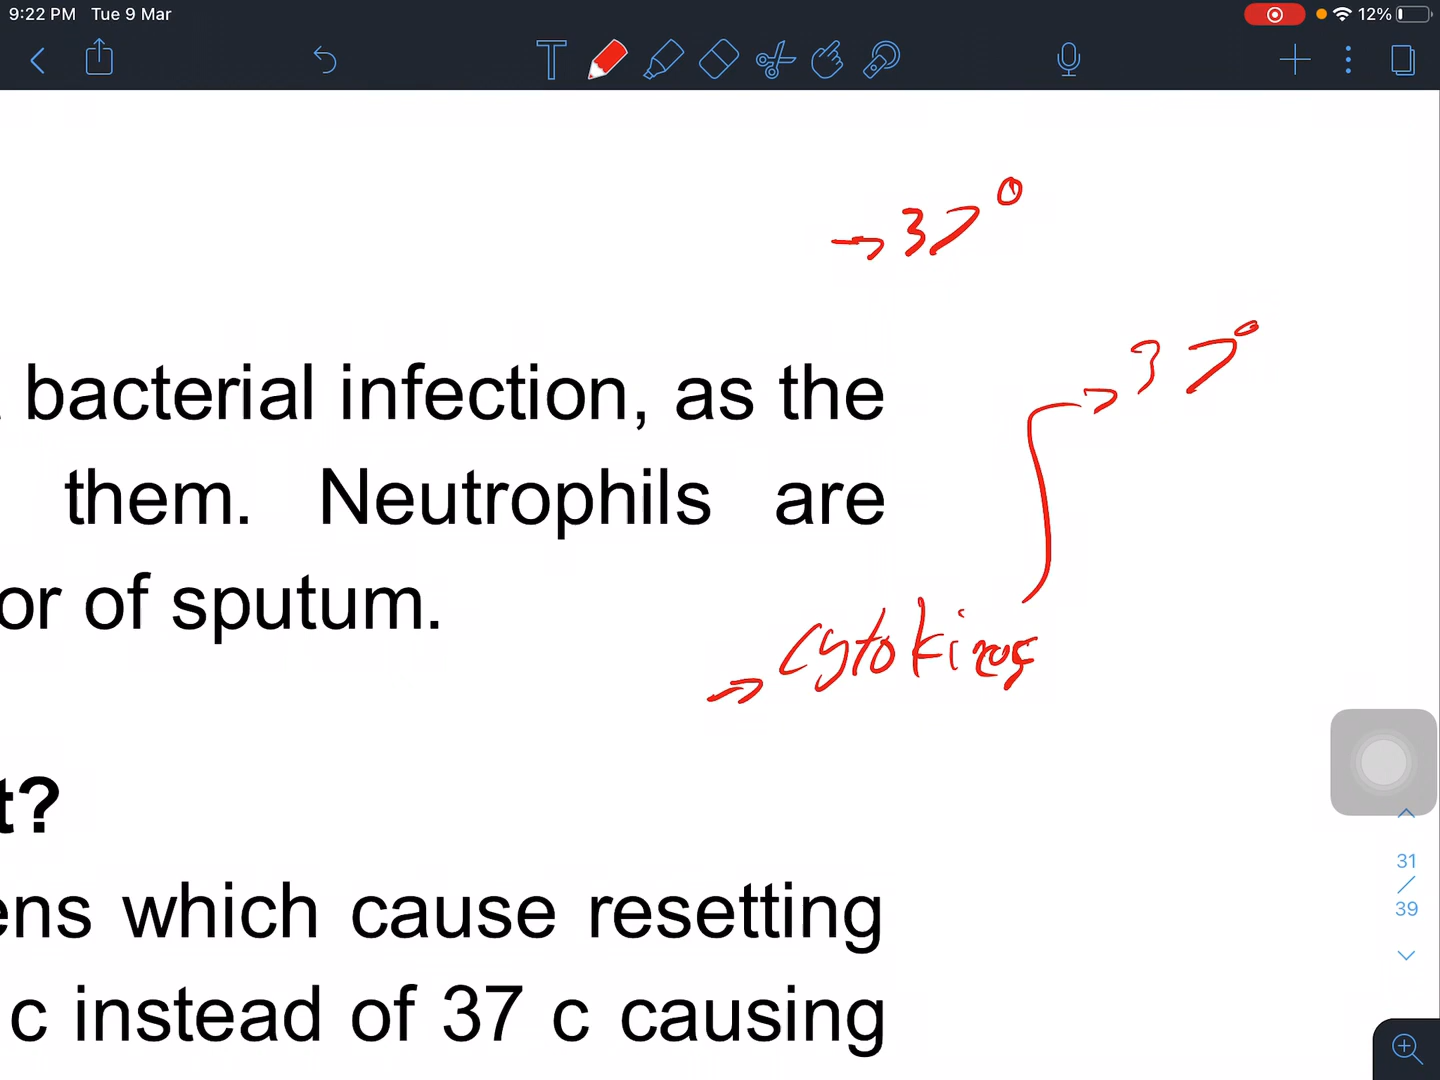 9:22 PM Tue 9 Mar 12%
→ 37°
bacterial infection, as the
→ 37°
them. Neutrophils are
or of sputum.
→ cytokines
t?
ens which cause resetting
c instead of 37 c causing
31
/
39